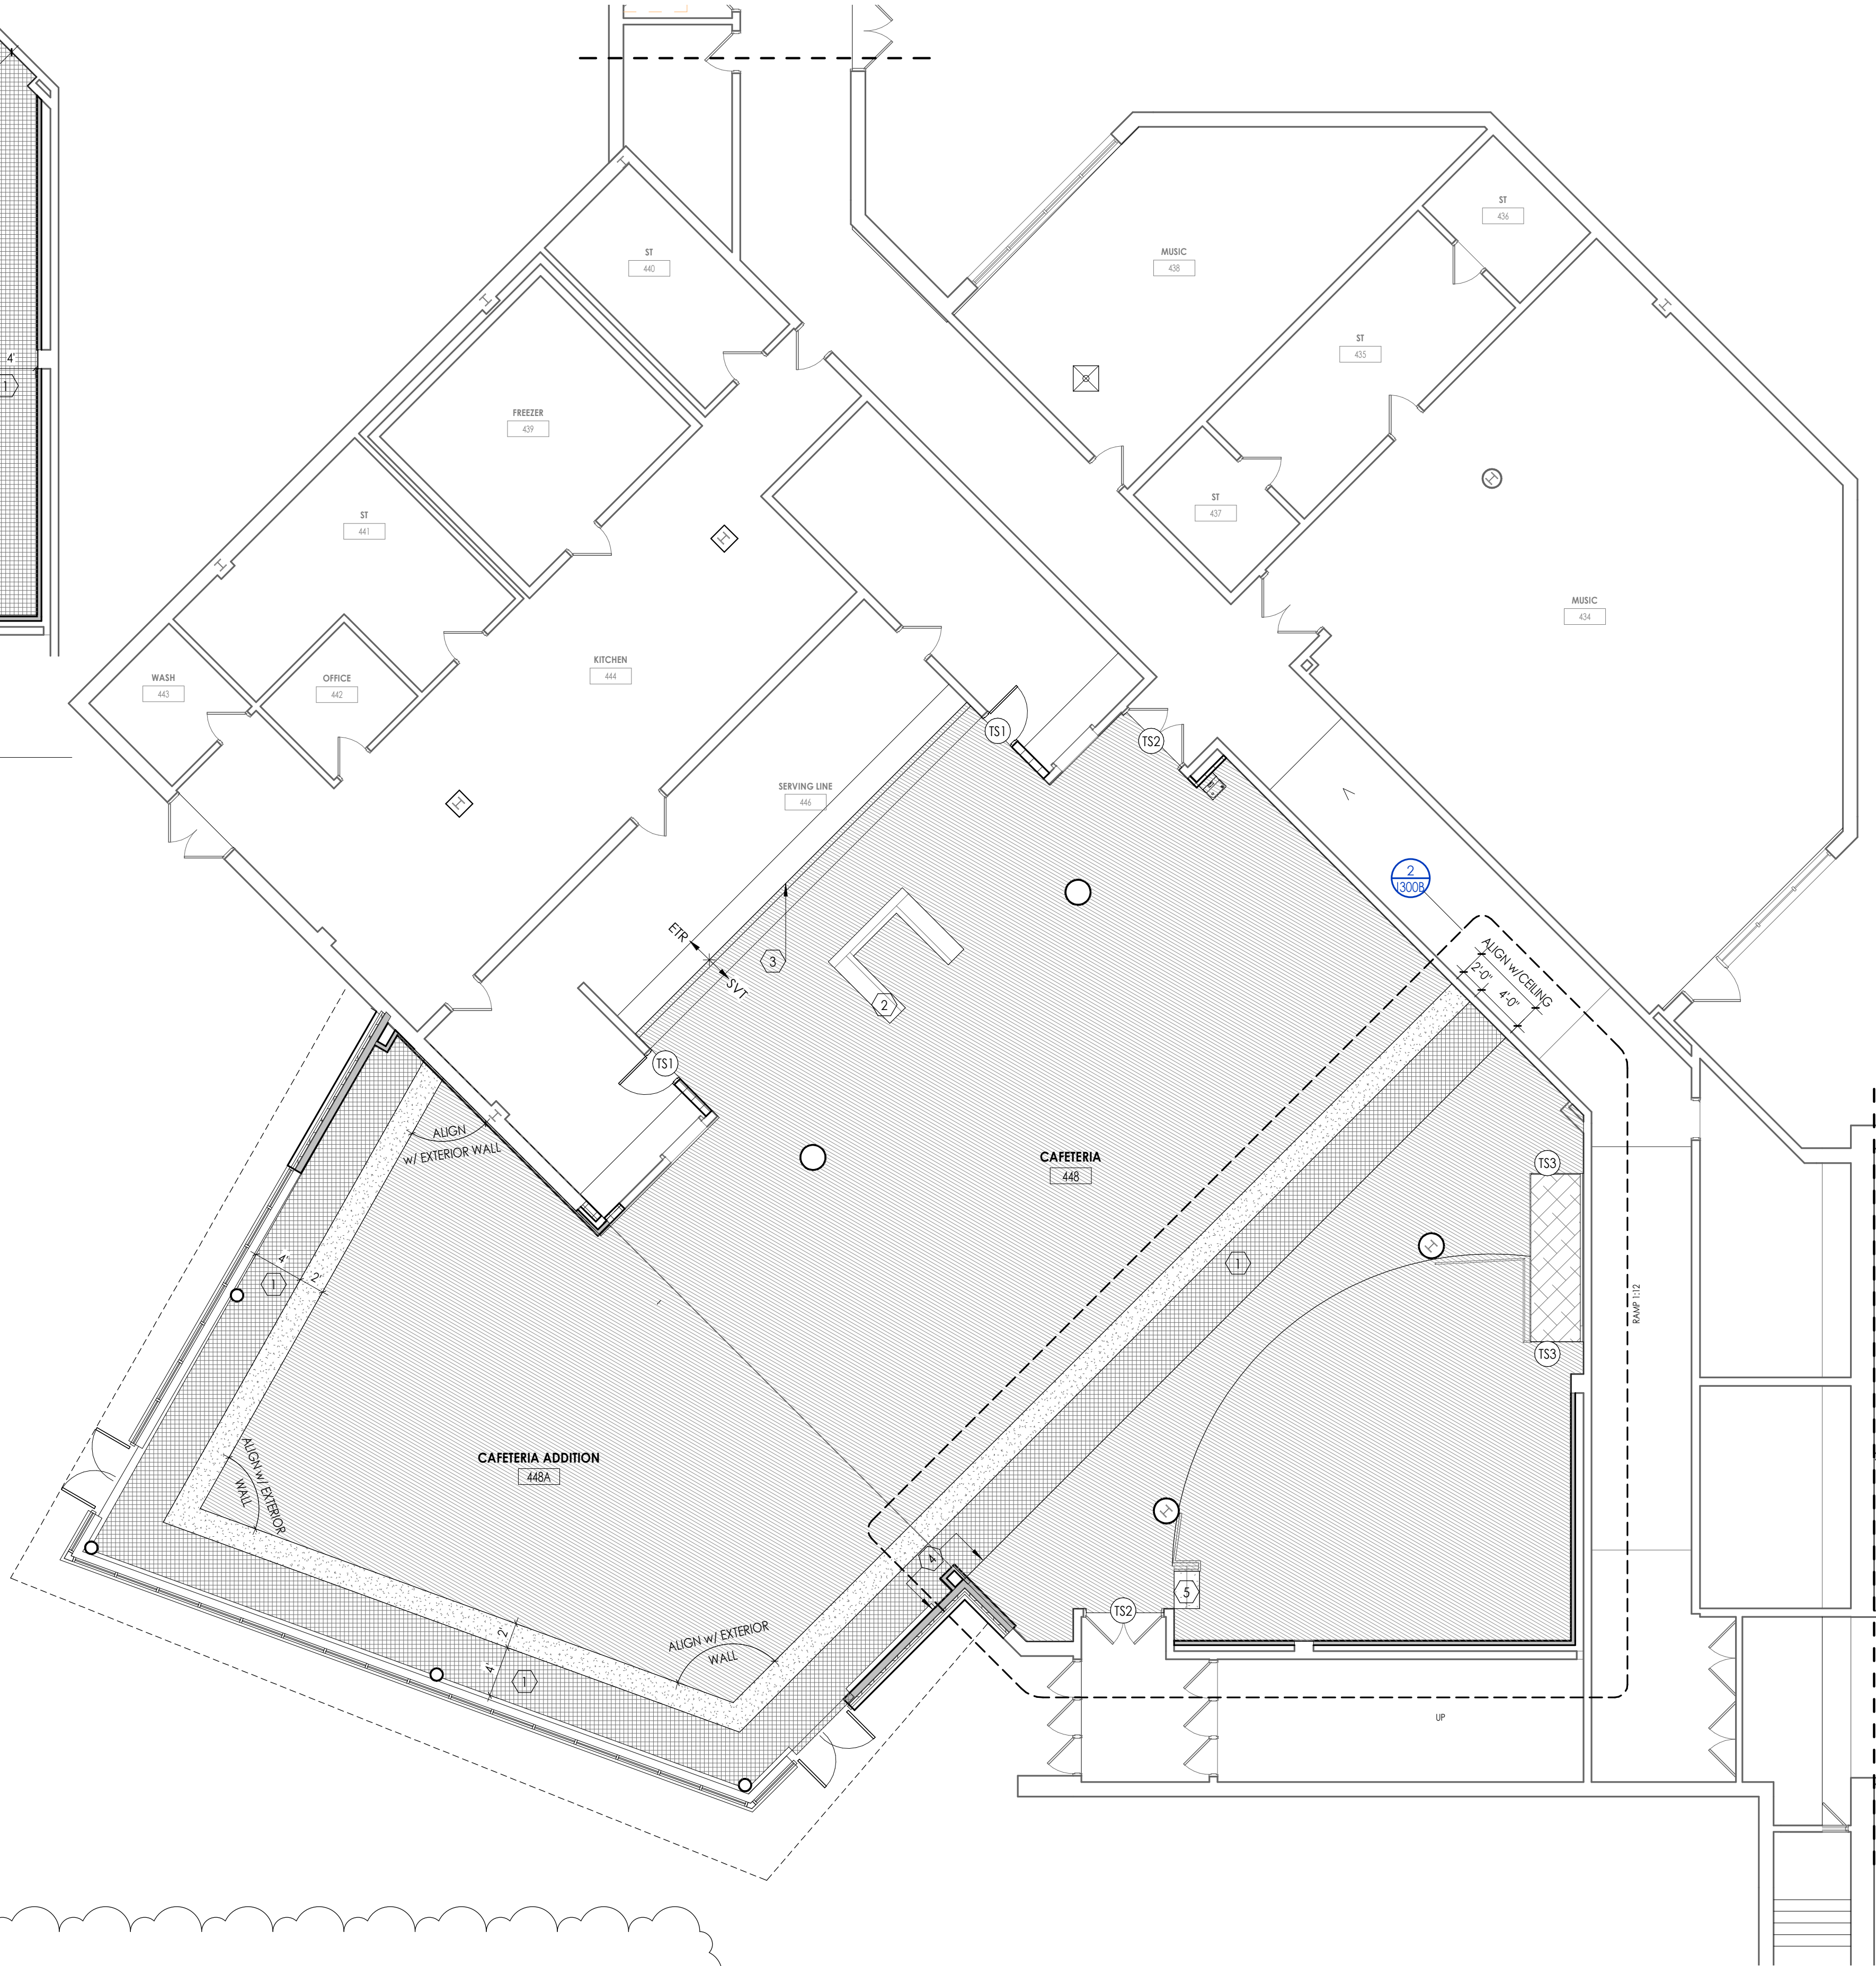 ST
436
MUSIC
438
ST
440
ST
435
4'
1
FREEZER
439
ST
437
ST
441
MUSIC
434
KITCHEN
444
WASH
443
OFFICE
442
TS1
TS2
SERVING LINE
446
2
I300B
ETR
SVT
3
2
ALIGN w/CEILING
2'-0"
4'-0"
TS1
ALIGN
w/ EXTERIOR WALL
CAFETERIA
448
TS3
4'
2'
1
1
RAMP 1:12
TS3
CAFETERIA ADDITION
448A
ALIGN w/ EXTERIOR
WALL
4
5
TS2
ALIGN w/ EXTERIOR
WALL
2'
4'
1
UP